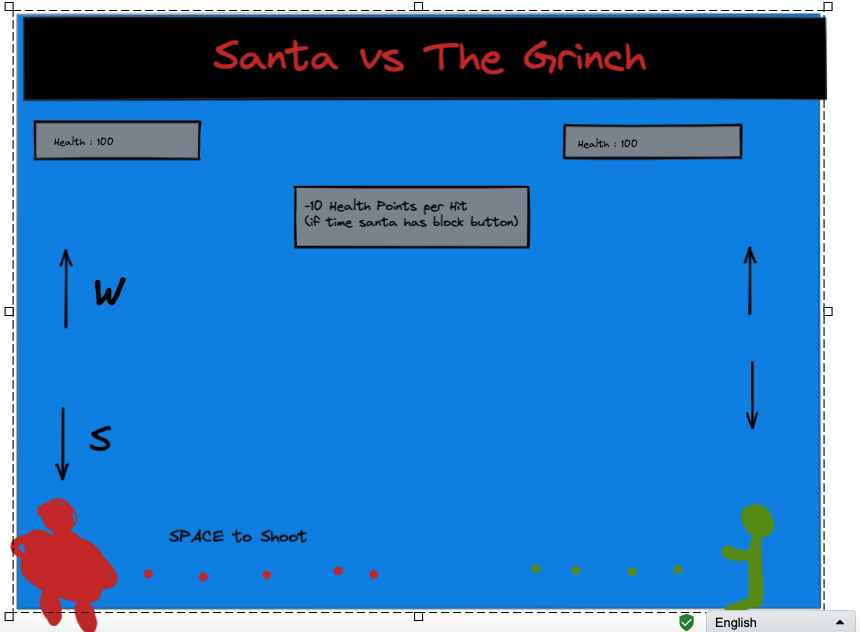 Santa vs The Grinch
Health : 100
Health : 100
-10 Health Points per Hit
(if time santa has block button)
W
S
SPACE to Shoot
English